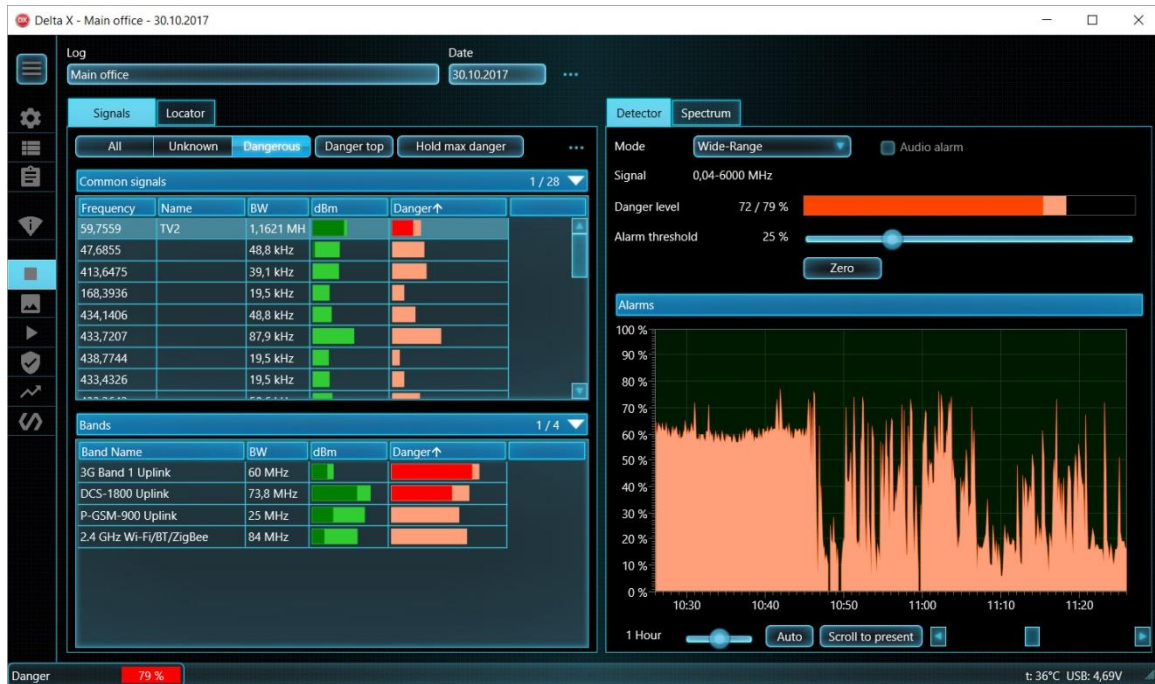 Delta X - Main office - 30.10.2017
Log
Date
Main office
30.10.2017
Signals Locator
All Unknown Dangerous Danger top Hold max danger
Common signals 1 / 28
Frequency Name BW dBm Danger↑
59,7559 TV2 1,1621 MH
47,6855 48,8 kHz
413,6475 39,1 kHz
168,3936 19,5 kHz
434,1406 48,8 kHz
433,7207 87,9 kHz
438,7744 19,5 kHz
433,4326 19,5 kHz
Bands 1 / 4
Band Name BW dBm Danger↑
3G Band 1 Uplink 60 MHz
DCS-1800 Uplink 73,8 MHz
P-GSM-900 Uplink 25 MHz
2.4 GHz Wi-Fi/BT/ZigBee 84 MHz
Detector Spectrum
Mode Wide-Range Audio alarm
Signal 0,04-6000 MHz
Danger level 72 / 79 %
Alarm threshold 25 %
Zero
Alarms
100 %
90 %
80 %
70 %
60 %
50 %
40 %
30 %
20 %
10 %
0 %
10:30 10:40 10:50 11:00 11:10 11:20
1 Hour Auto Scroll to present
Danger 79 %
t: 36°C USB: 4,69V